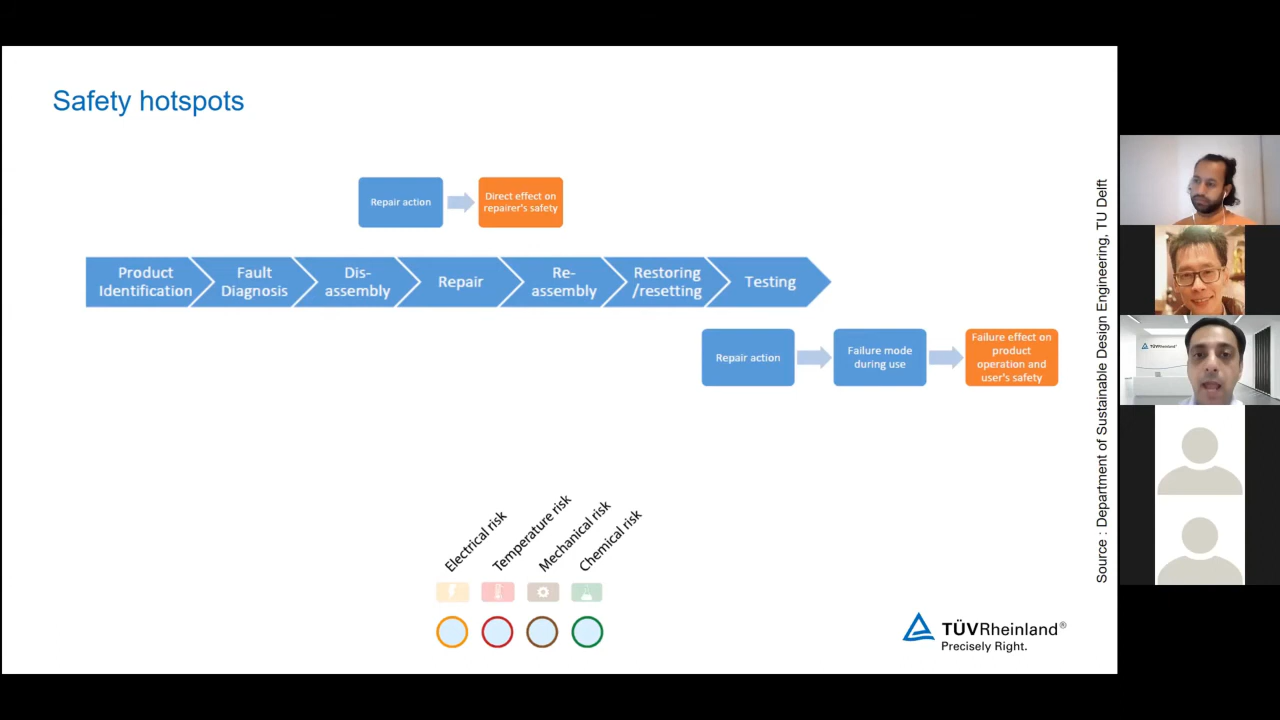 Safety hotspots
Repair action
Direct effect on
repairer's safety
Product
Identification
Fault
Diagnosis
Dis-
assembly
Repair
Re-
assembly
Restoring
/resetting
Testing
Repair action
Failure mode
during use
Failure effect on
product
operation and
user's safety
Source : Department of Sustainable Design Engineering, TU Delft
Electrical risk
Temperature risk
Mechanical risk
Chemical risk
TÜVRheinland®
Precisely Right.
TÜVRheinland®